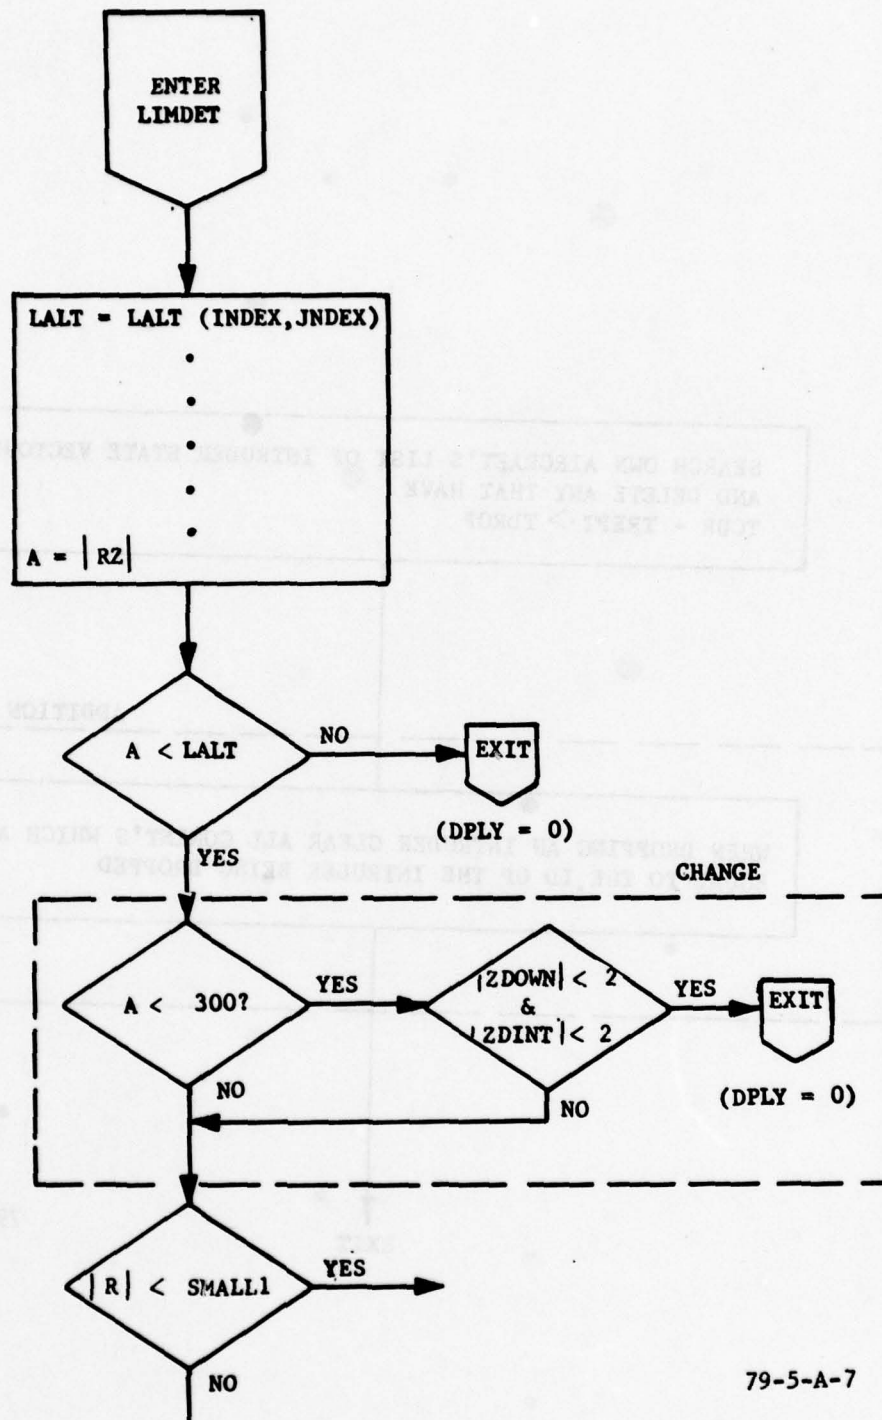 ENTER
LIMDET
LALT = LALT (INDEX,JNDEX)
A = |RZ|
A < LALT
NO
EXIT
(DPLY = 0)
YES
CHANGE
A < 300?
YES
|ZDOWN| < 2
&
|ZDINT| < 2
YES
EXIT
(DPLY = 0)
NO
NO
|R| < SMALL1
YES
NO
79-5-A-7